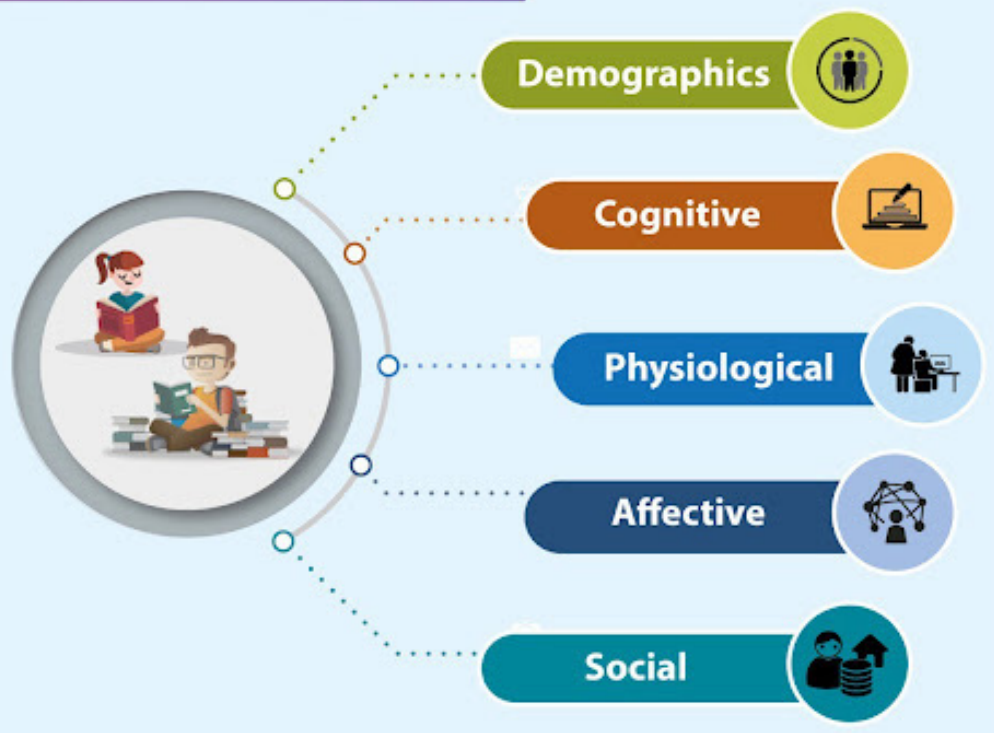 Demographics
Cognitive
Physiological
Affective
Social